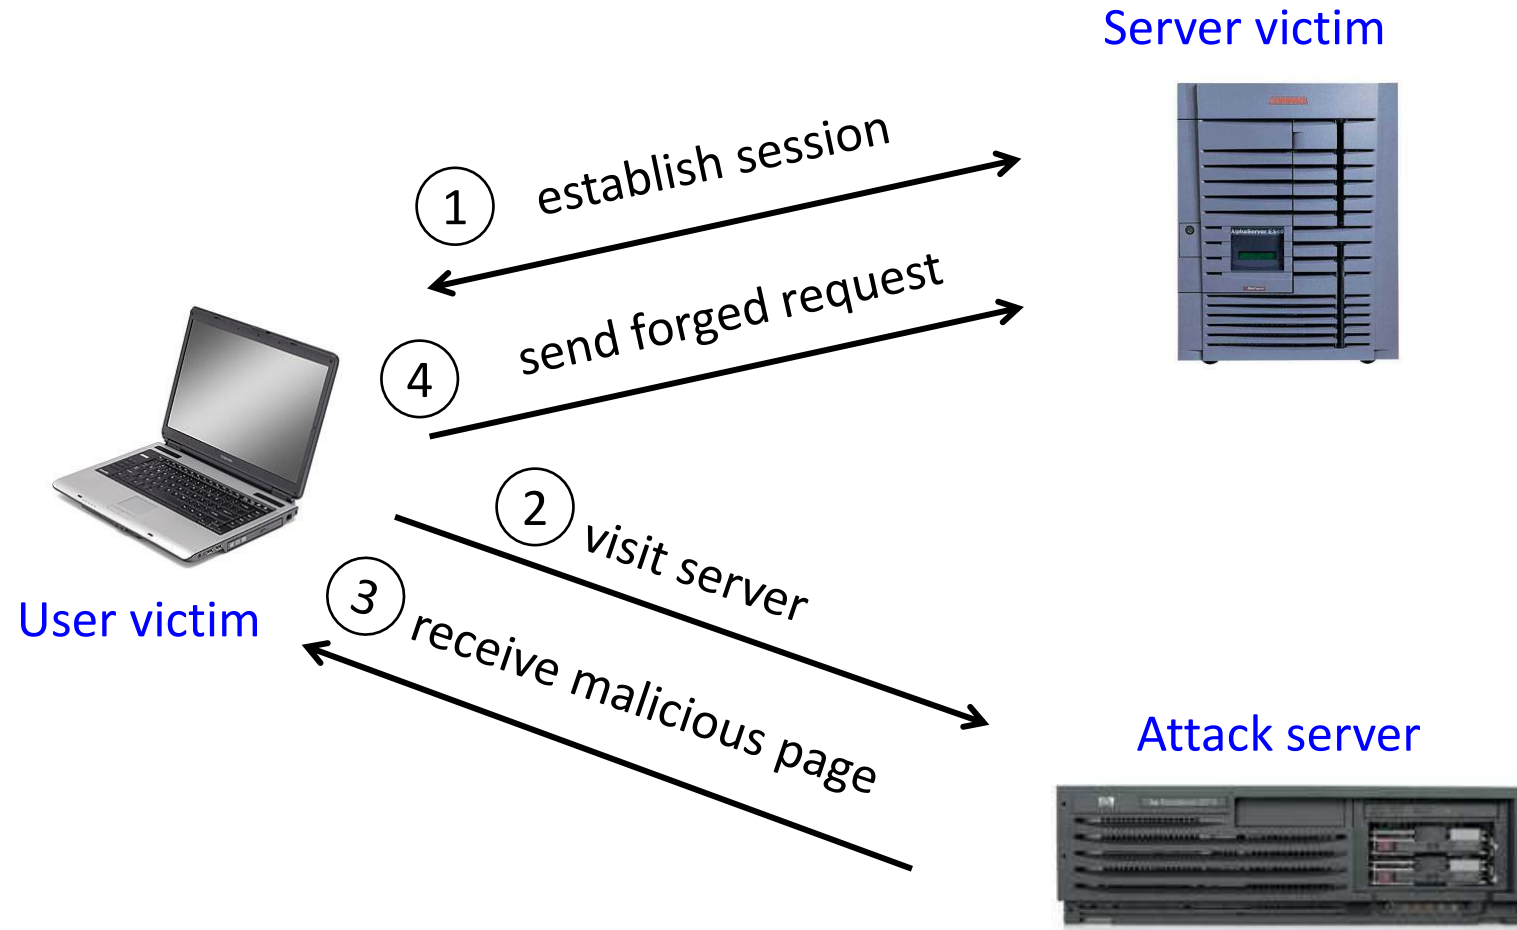 Server victim
1 establish session
4 send forged request
2 visit server
3 receive malicious page
User victim
Attack server